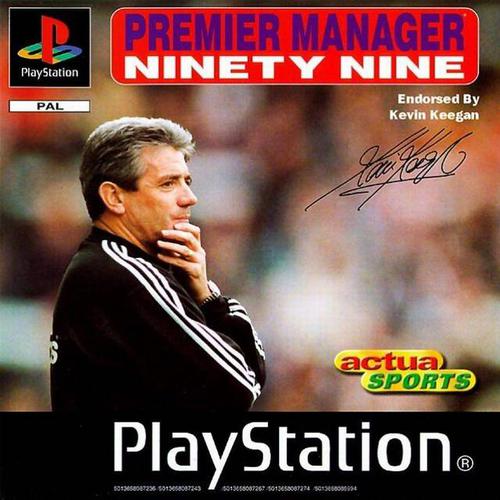 PlayStation
PAL
PREMIER MANAGER
NINETY NINE
Endorsed By
Kevin Keegan
actua
SPORTS
PlayStation®